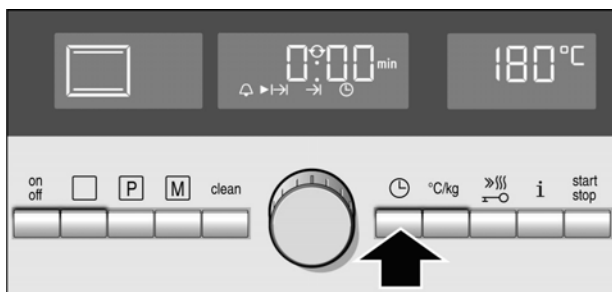 0:00 min
180 °C
on
off
P
M
clean
°C/kg
i
start
stop